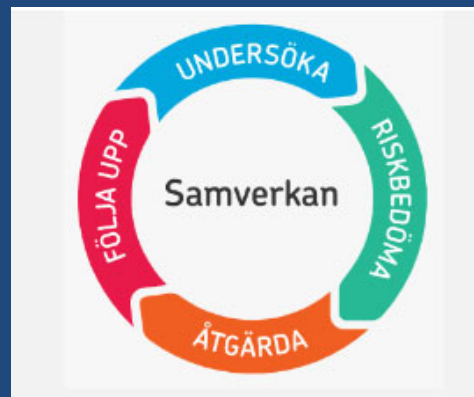 UNDERSÖKA
RISKBEDÖMA
ÅTGÄRDA
FÖLJA UPP
Samverkan